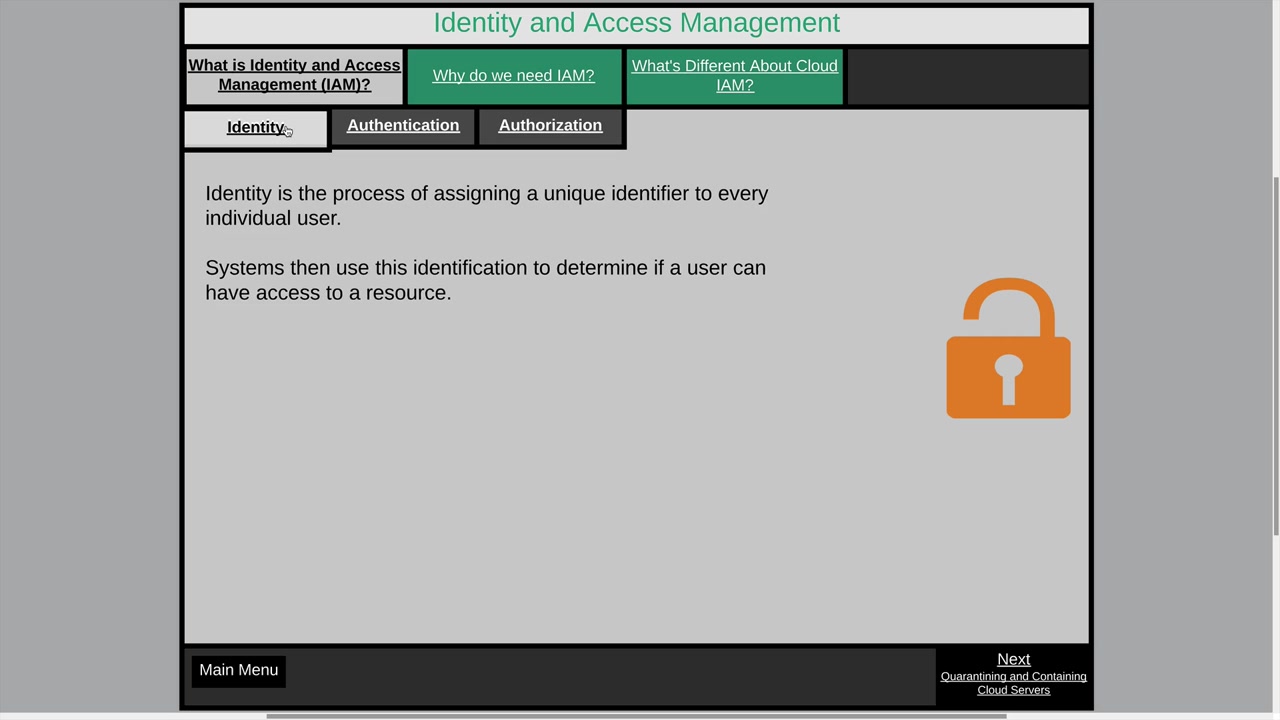 Identity and Access Management
What is Identity and Access
Management (IAM)?
Why do we need IAM?
What's Different About Cloud
IAM?
Identity
Authentication
Authorization
Identity is the process of assigning a unique identifier to every
individual user.
Systems then use this identification to determine if a user can
have access to a resource.
Main Menu
Next
Quarantining and Containing
Cloud Servers